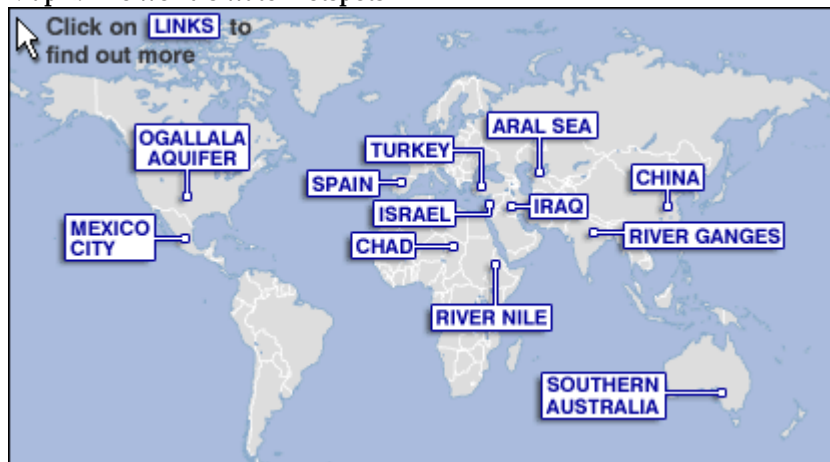 Click on LINKS to
find out more
OGALLALA
AQUIFER
ARAL SEA
TURKEY
SPAIN
CHINA
ISRAEL
IRAQ
MEXICO
CITY
CHAD
RIVER GANGES
RIVER NILE
SOUTHERN
AUSTRALIA